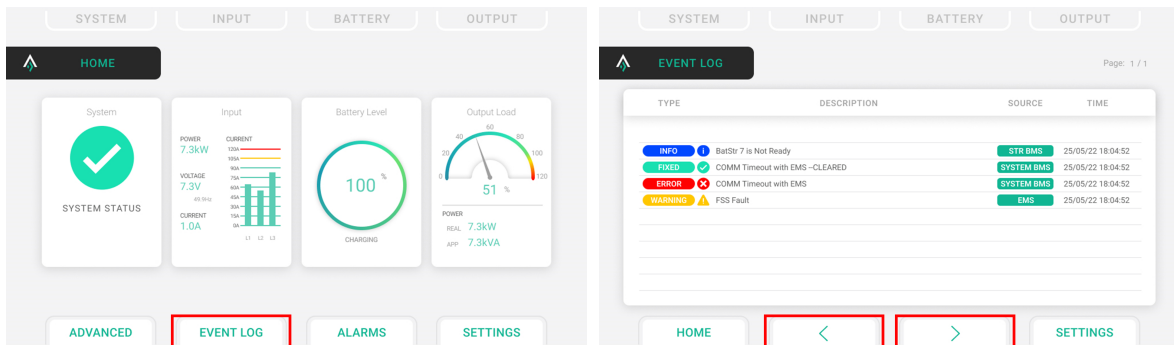 SYSTEM INPUT BATTERY OUTPUT
HOME
System
SYSTEM STATUS
Input
POWER
7.3kW
VOLTAGE
7.3V
49.9Hz
CURRENT
1.0A
CURRENT
120A
105A
90A
75A
60A
45A
30A
15A
0A
L1 L2 L3
Battery Level
100 %
CHARGING
Output Load
0 20 40 60 80 100 120
51 %
POWER
REAL 7.3kW
APP 7.3kVA
ADVANCED EVENT LOG ALARMS SETTINGS
SYSTEM INPUT BATTERY OUTPUT
EVENT LOG
Page: 1 / 1
TYPE DESCRIPTION SOURCE TIME
INFO i BatStr 7 is Not Ready STR BMS 25/05/22 18:04:52
FIXED COMM Timeout with EMS –CLEARED SYSTEM BMS 25/05/22 18:04:52
ERROR COMM Timeout with EMS SYSTEM BMS 25/05/22 18:04:52
WARNING ! FSS Fault EMS 25/05/22 18:04:52
HOME < > SETTINGS